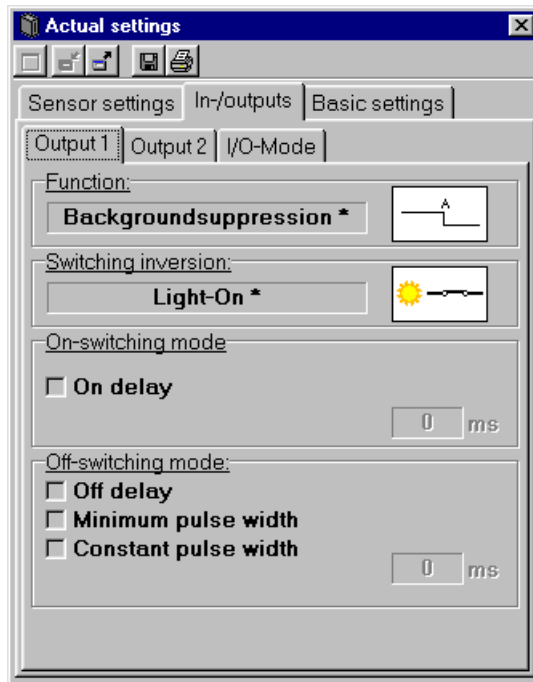 Actual settings
Sensor settings In-/outputs Basic settings
Output 1 Output 2 I/O-Mode
Function:
Backgroundsuppression *
A
Switching inversion:
Light-On *
On-switching mode
On delay
0 ms
Off-switching mode:
Off delay
Minimum pulse width
Constant pulse width
0 ms